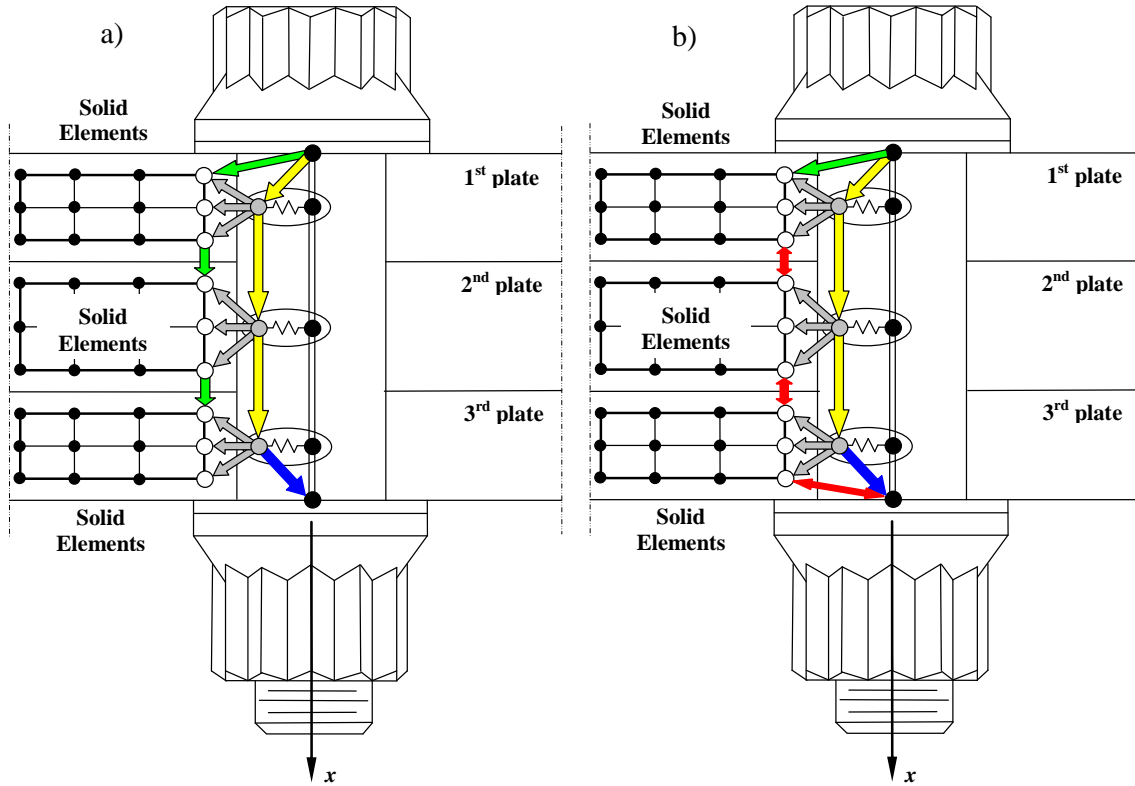 a)
Solid
Elements
1st plate
2nd plate
Solid
Elements
3rd plate
Solid
Elements
x
b)
Solid
Elements
1st plate
2nd plate
Solid
Elements
3rd plate
Solid
Elements
x